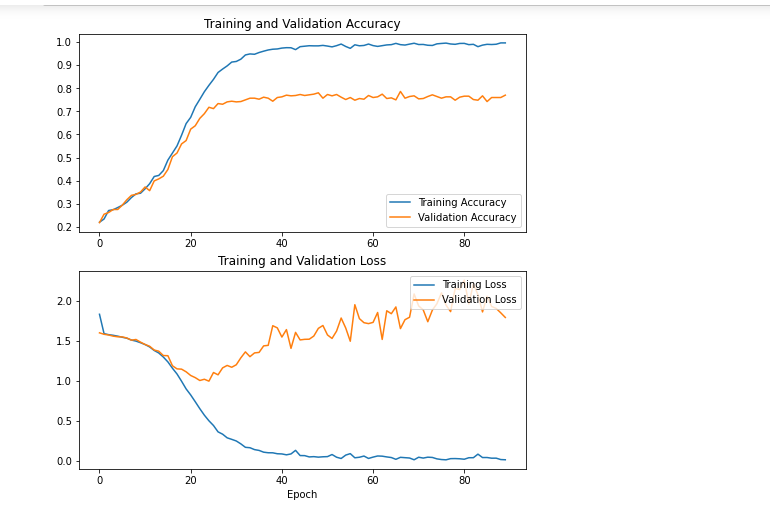 Training and Validation Accuracy
1.0
0.9
0.8
0.7
0.6
0.5
0.4
0.3
0.2
Training Accuracy
Validation Accuracy
0 20 40 60 80
Training and Validation Loss
Training Loss
Validation Loss
2.0
1.5
1.0
0.5
0.0
0 20 40 60 80
Epoch